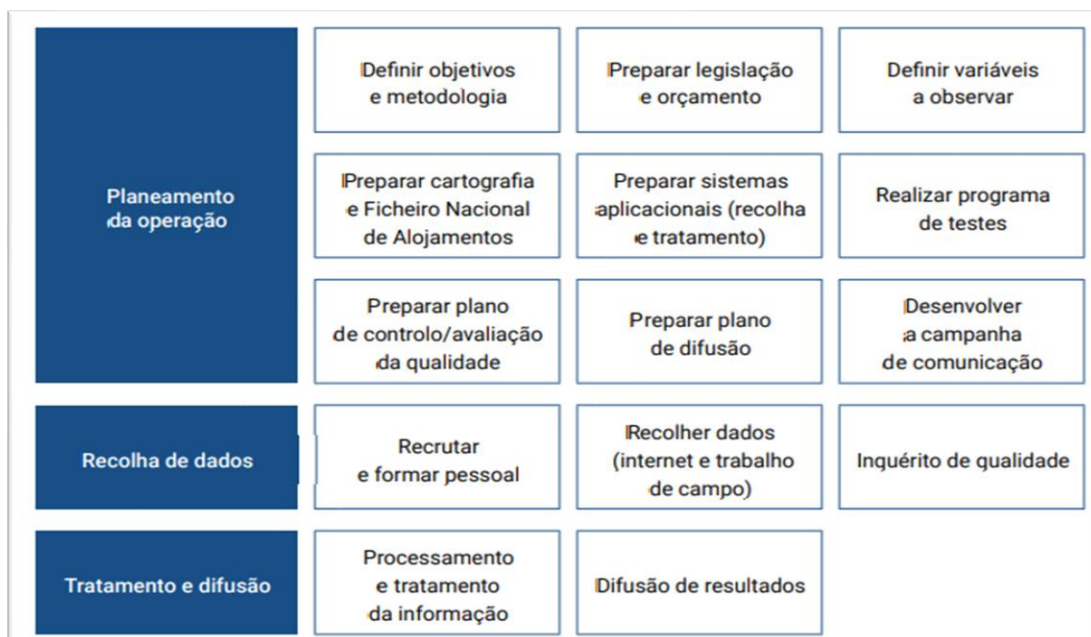 Planeamento
da operação
Definir objetivos
e metodologia
Preparar legislação
e orçamento
Definir variáveis
a observar
Preparar cartografia
e Ficheiro Nacional
de Alojamentos
Preparar sistemas
aplicacionais (recolha
e tratamento)
Realizar programa
de testes
Preparar plano
de controlo/avaliação
da qualidade
Preparar plano
de difusão
Desenvolver
a campanha
de comunicação
Recolha de dados
Recrutar
e formar pessoal
Recolher dados
(internet e trabalho
de campo)
Inquérito de qualidade
Tratamento e difusão
Processamento
e tratamento
da informação
Difusão de resultados